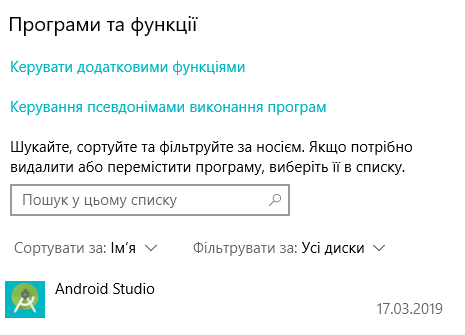 Програми та функції
Керувати додатковими функціями
Керування псевдонімами виконання програм
Шукайте, сортуйте та фільтруйте за носієм. Якщо потрібно
видалити або перемістити програму, виберіть її в списку.
Пошук у цьому списку
Сортувати за: Ім’я Фільтрувати за: Усі диски
Android Studio
17.03.2019